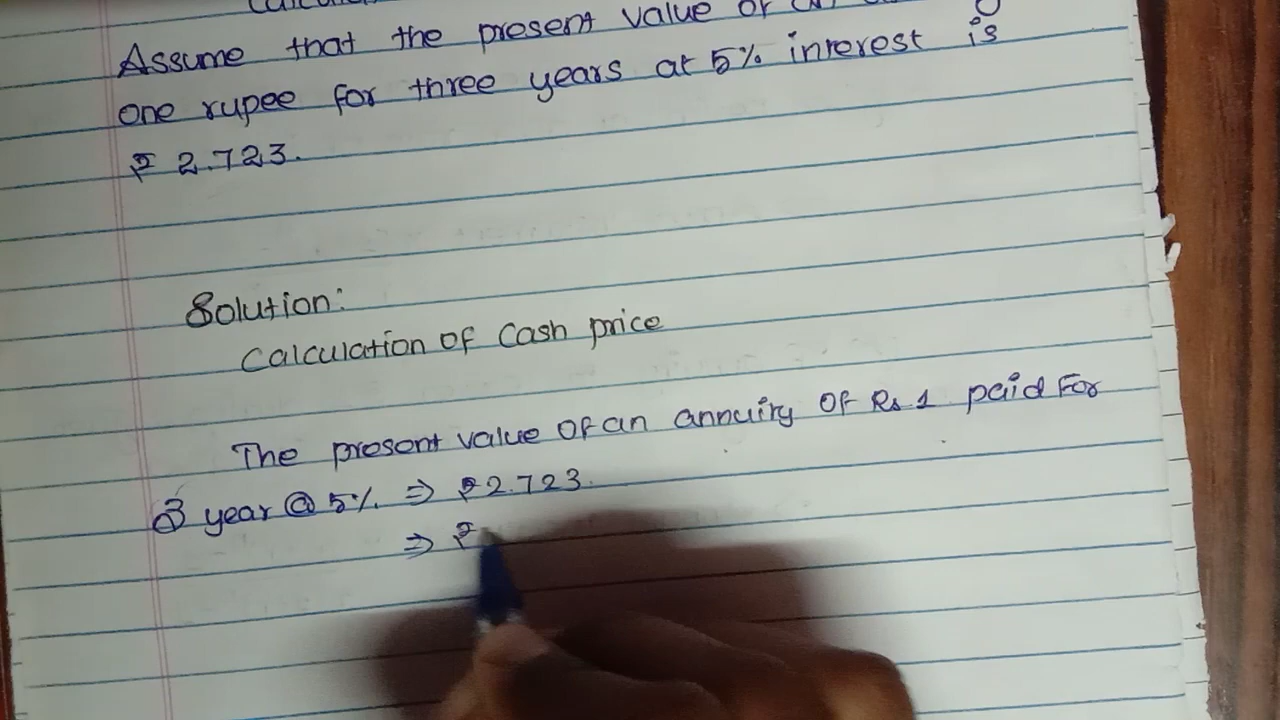 Assume that the present value of
one rupee for three years at 5% interest is
₹ 2.723.
Solution:
Calculation of Cash price
The present value of an annuity of Rs 1 paid for
3 year @ 5% ⇒ ₹2.723.
⇒ ₹